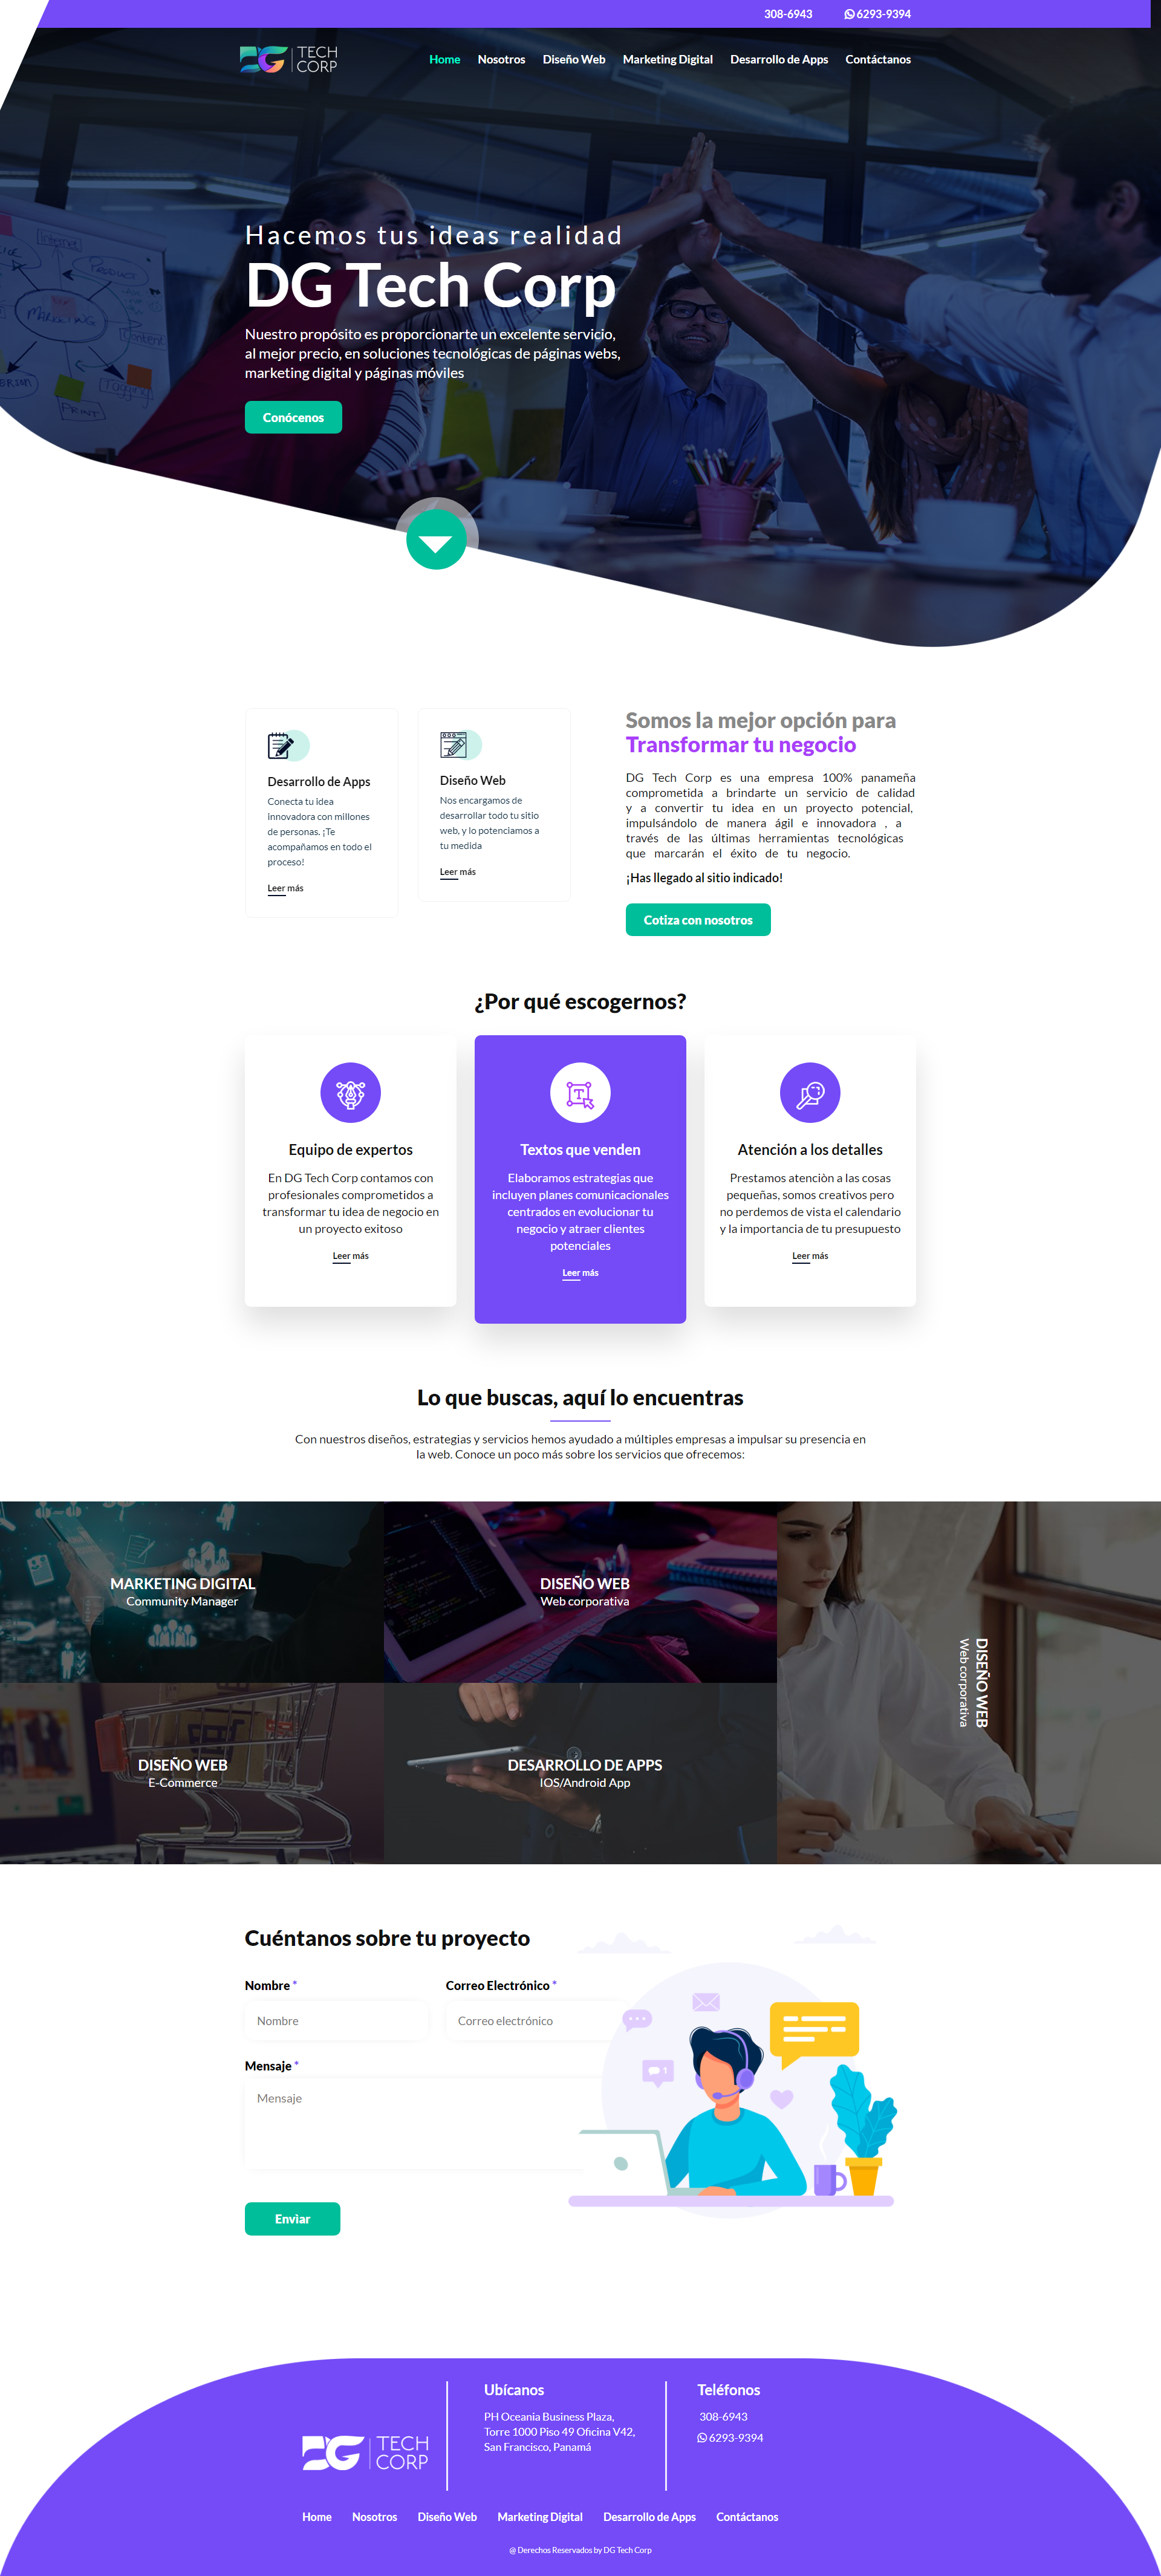 308-6943
6293-9394
DG TECH
CORP
Home
Nosotros
Diseño Web
Marketing Digital
Desarrollo de Apps
Contáctanos
Internet
Product
MARKETING
Content
PRINT
Hacemos tus ideas realidad
DG Tech Corp
Nuestro propósito es proporcionarte un excelente servicio,
al mejor precio, en soluciones tecnológicas de páginas webs,
marketing digital y páginas móviles
Conócenos
Desarrollo de Apps
Conecta tu idea
innovadora con millones
de personas. ¡Te
acompañamos en todo el
proceso!
Leer más
Diseño Web
Nos encargamos de
desarrollar todo tu sitio
web, y lo potenciamos a
tu medida
Leer más
Somos la mejor opción para
Transformar tu negocio
DG Tech Corp es una empresa 100% panameña
comprometida a brindarte un servicio de calidad
y a convertir tu idea en un proyecto potencial,
impulsándolo de manera ágil e innovadora , a
través de las últimas herramientas tecnológicas
que marcarán el éxito de tu negocio.
¡Has llegado al sitio indicado!
Cotiza con nosotros
¿Por qué escogernos?
Equipo de expertos
En DG Tech Corp contamos con
profesionales comprometidos a
transformar tu idea de negocio en
un proyecto exitoso
Leer más
T
Textos que venden
Elaboramos estrategias que
incluyen planes comunicacionales
centrados en evolucionar tu
negocio y atraer clientes
potenciales
Leer más
Atención a los detalles
Prestamos atenciòn a las cosas
pequeñas, somos creativos pero
no perdemos de vista el calendario
y la importancia de tu presupuesto
Leer más
Lo que buscas, aquí lo encuentras
Con nuestros diseños, estrategias y servicios hemos ayudado a múltiples empresas a impulsar su presencia en
la web. Conoce un poco más sobre los servicios que ofrecemos:
MARKETING DIGITAL
Community Manager
DISEÑO WEB
Web corporativa
DISEÑO WEB
Web corporativa
DISEÑO WEB
E-Commerce
DESARROLLO DE APPS
IOS/Android App
Cuéntanos sobre tu proyecto
Nombre *
Nombre
Correo Electrónico *
Correo electrónico
Mensaje *
Mensaje
1
Enviar
DG TECH
CORP
Ubícanos
PH Oceania Business Plaza,
Torre 1000 Piso 49 Oficina V42,
San Francisco, Panamá
Teléfonos
308-6943
6293-9394
Home
Nosotros
Diseño Web
Marketing Digital
Desarrollo de Apps
Contáctanos
@ Derechos Reservados by DG Tech Corp